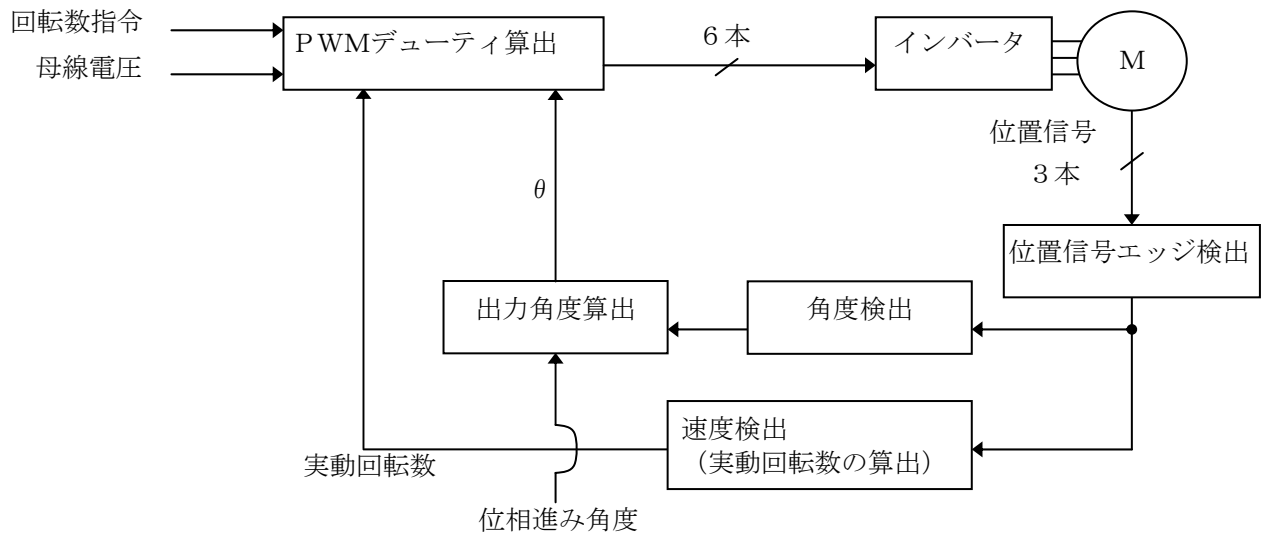 回転数指令
母線電圧
ＰＷＭデューティ算出
６本
インバータ
Ｍ
位置信号
３本
θ
位置信号エッジ検出
出力角度算出
角度検出
速度検出
（実動回転数の算出）
実動回転数
位相進み角度